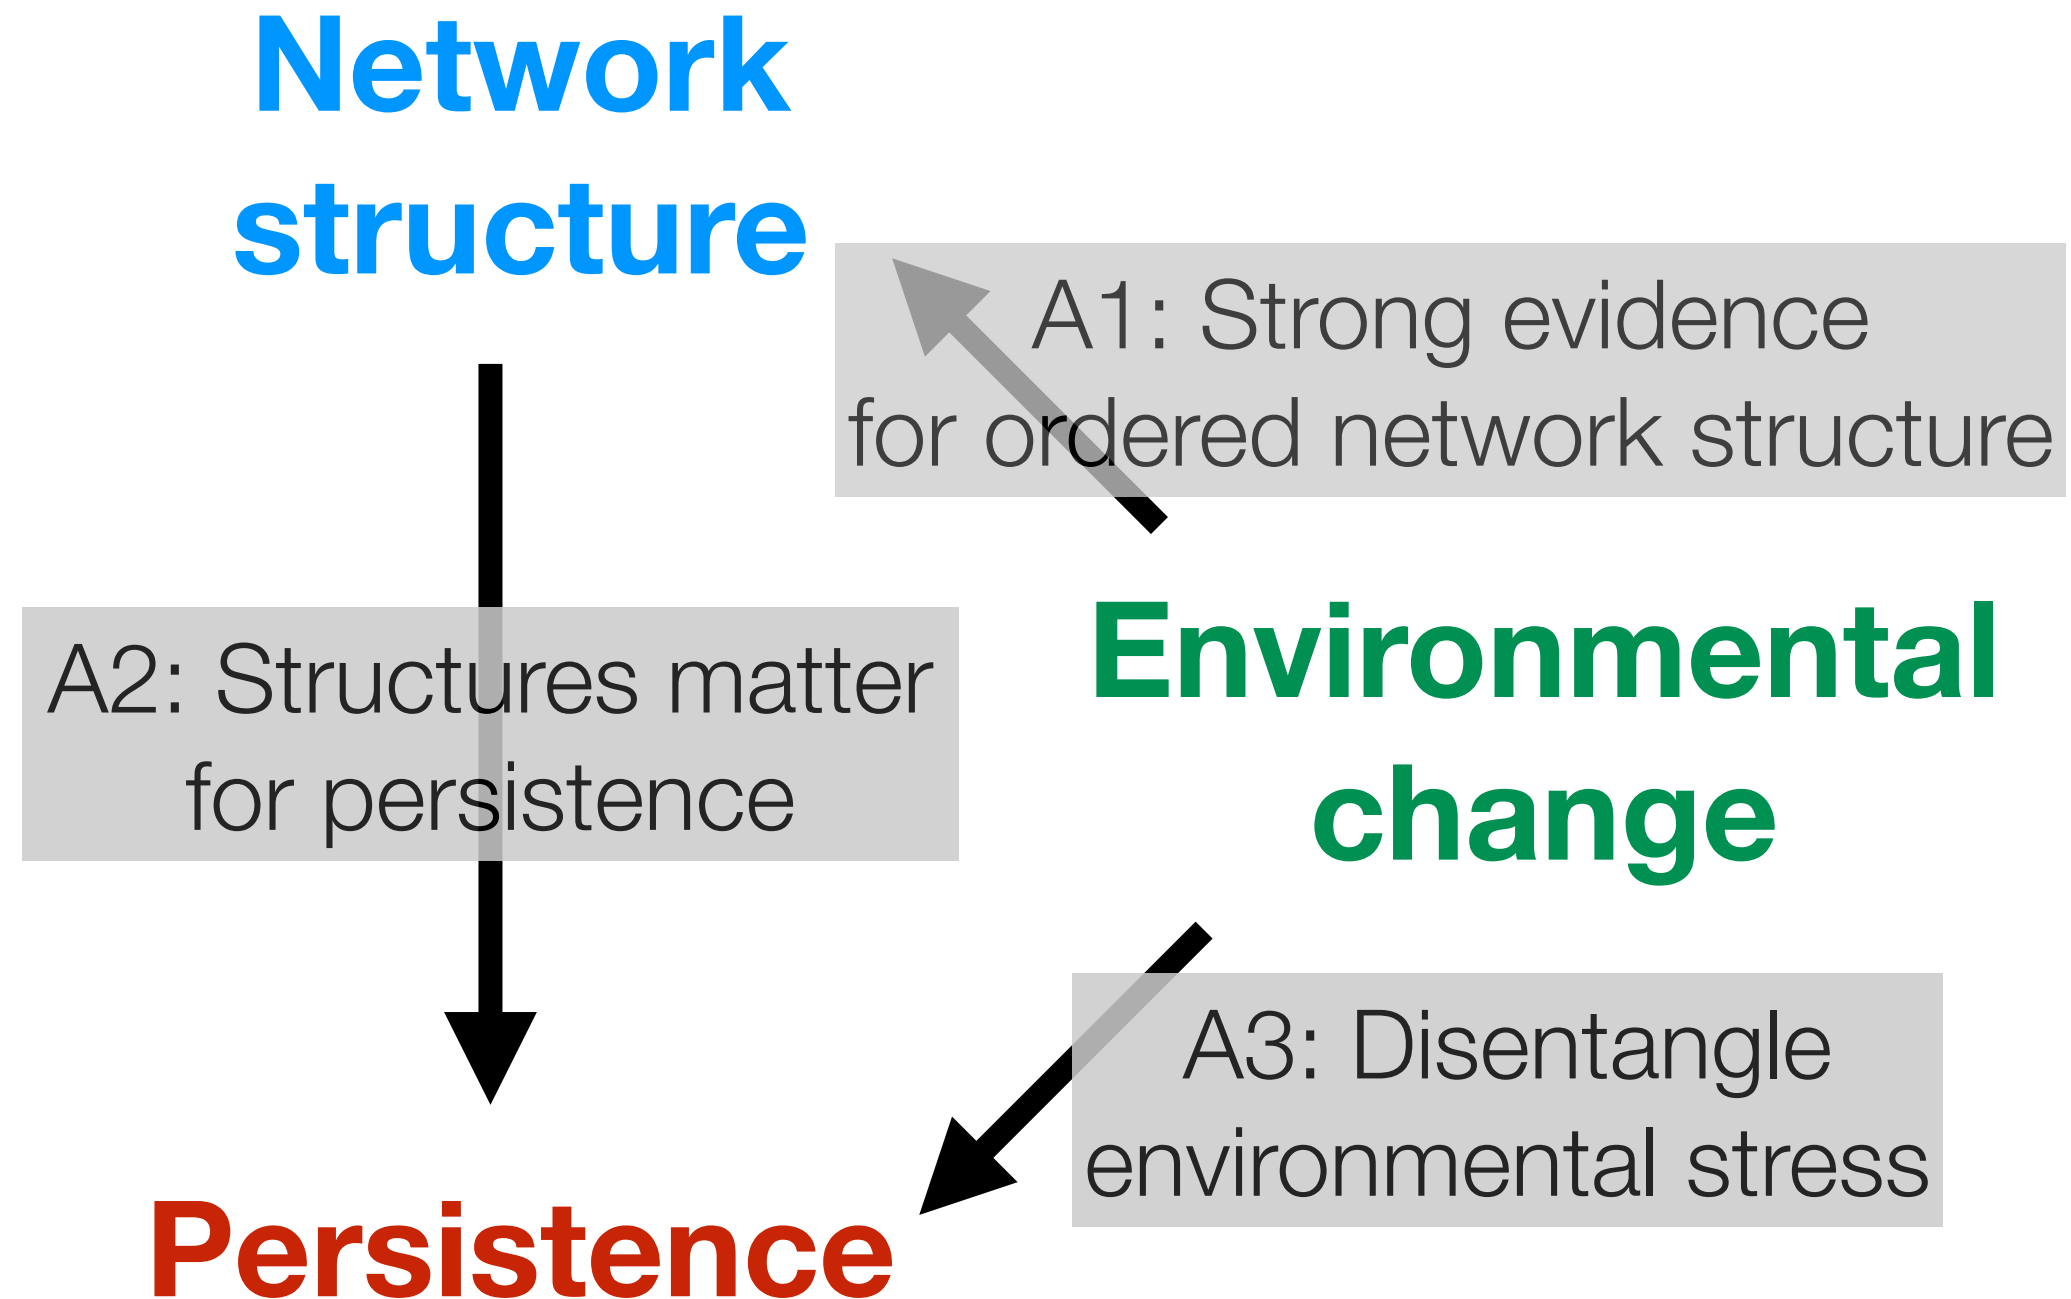 Network
structure
A1: Strong evidence
for ordered network structure
A2: Structures matter
for persistence
Environmental
change
A3: Disentangle
environmental stress
Persistence